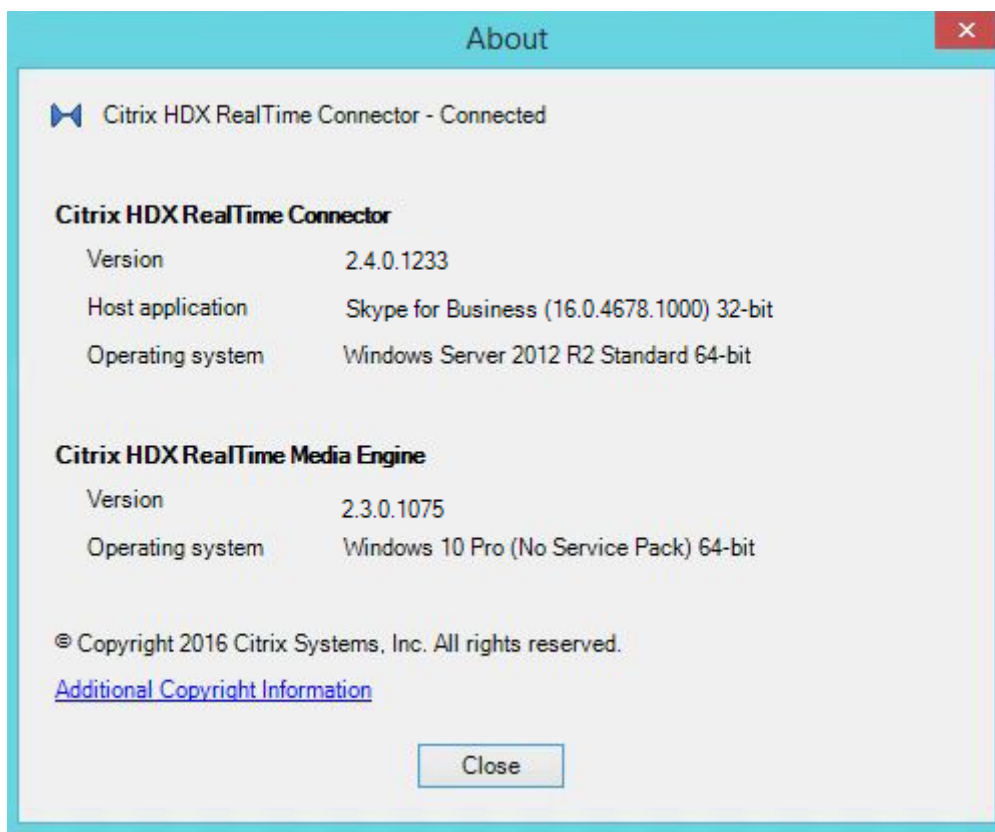 About
Citrix HDX RealTime Connector - Connected
Citrix HDX RealTime Connector
Version 2.4.0.1233
Host application Skype for Business (16.0.4678.1000) 32-bit
Operating system Windows Server 2012 R2 Standard 64-bit
Citrix HDX RealTime Media Engine
Version 2.3.0.1075
Operating system Windows 10 Pro (No Service Pack) 64-bit
© Copyright 2016 Citrix Systems, Inc. All rights reserved.
Additional Copyright Information
Close